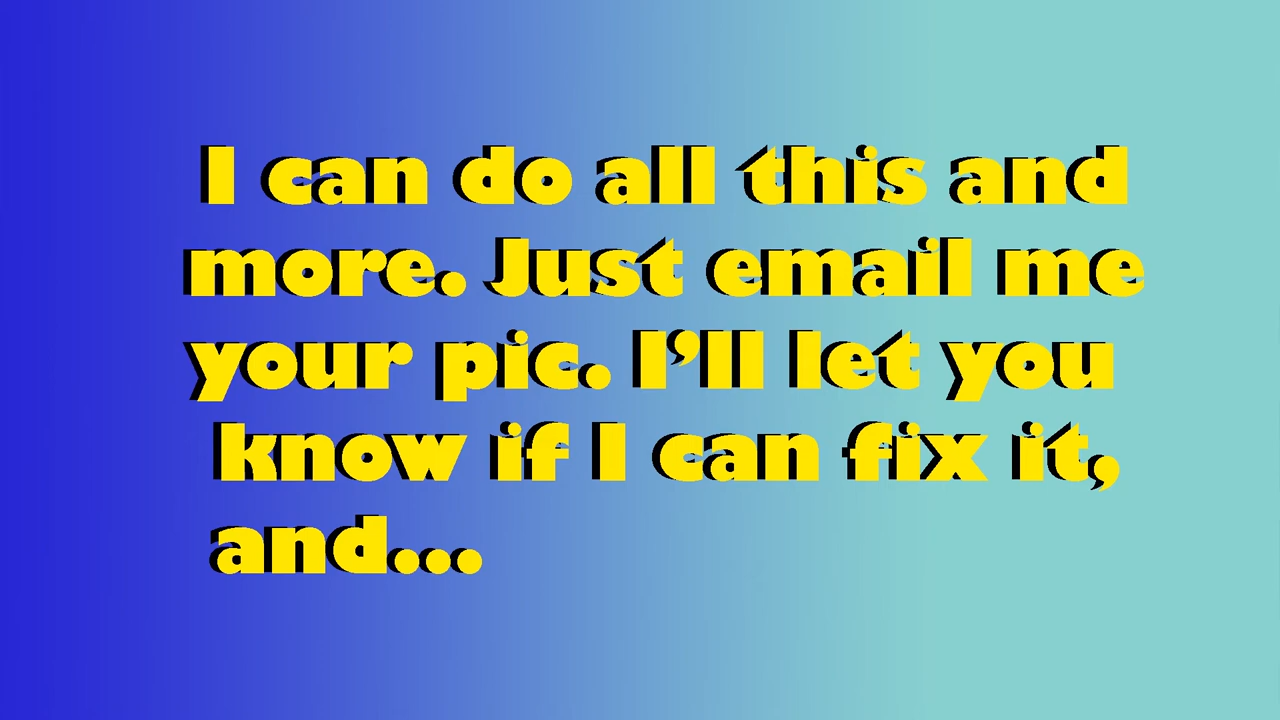 I can do all this and
more. Just email me
your pic. I’ll let you
know if I can fix it,
and...